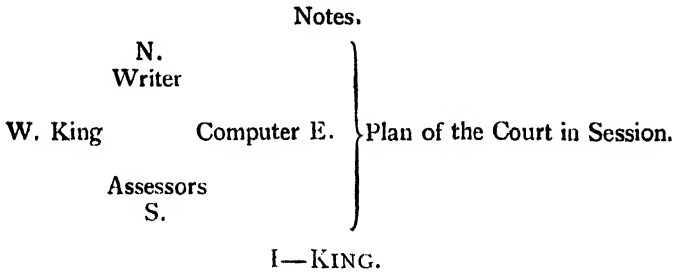 Notes.
N.
Writer
W. King Computer E. Plan of the Court in Session.
Assessors
S.
I—KING.